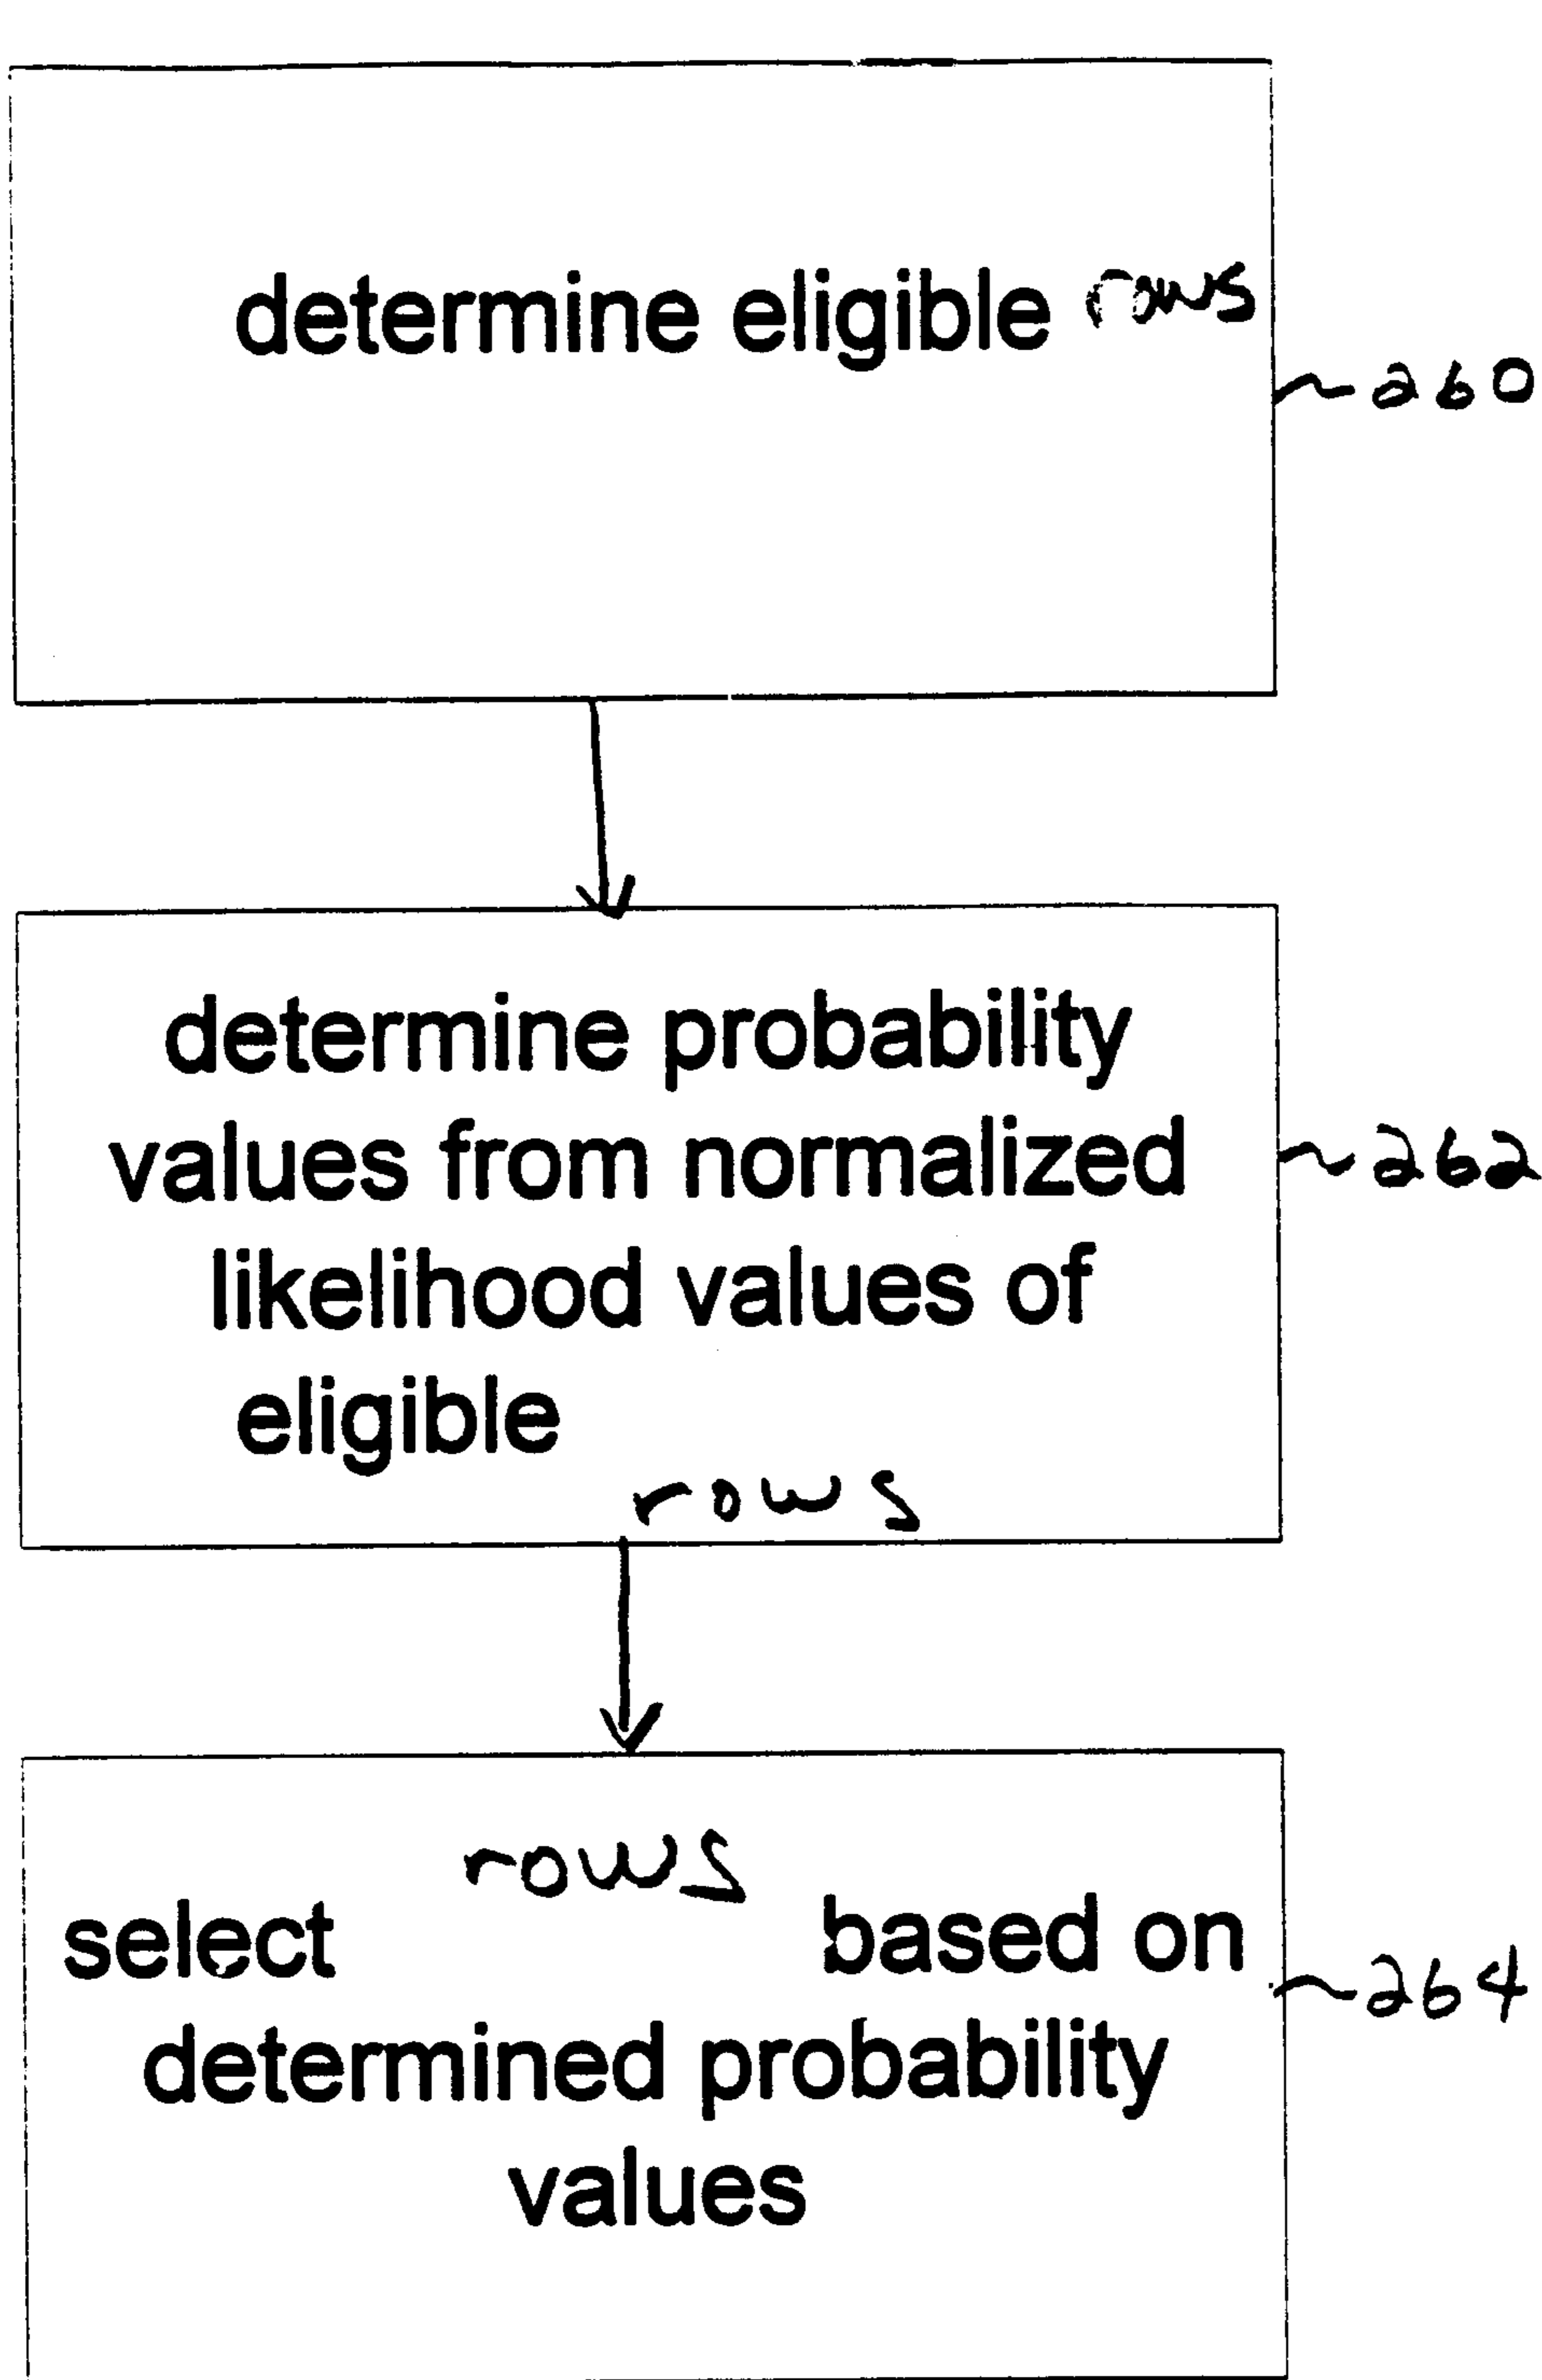 determine eligible rows
~260
determine probability
values from normalized
likelihood values of
eligible
rows
~262
rows
select based on
determined probability
values
~264